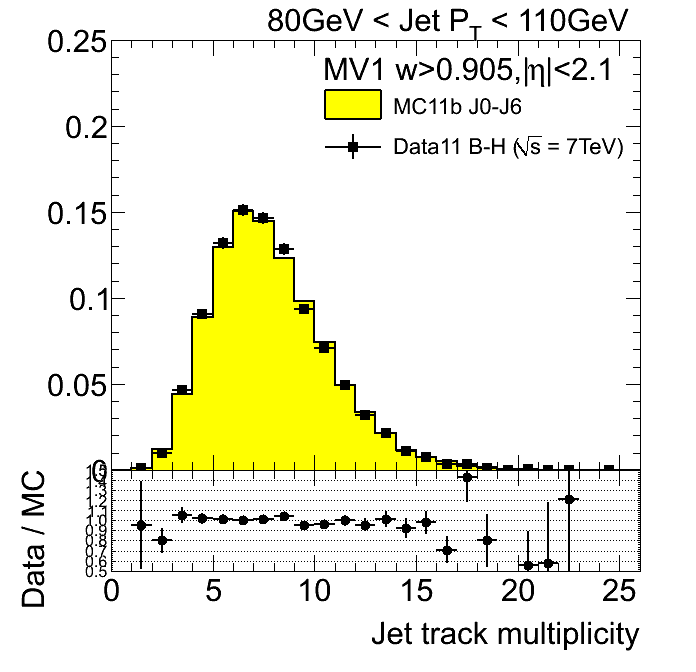 80GeV < Jet P_T < 110GeV
MV1 w>0.905,|η|<2.1
MC11b J0-J6
Data11 B-H (√s = 7TeV)
0.25
0.2
0.15
0.1
0.05
0
1.5
1.4
1.3
1.2
1.1
1.0
0.9
0.8
0.7
0.6
0.5
Data / MC
0 5 10 15 20 25
Jet track multiplicity